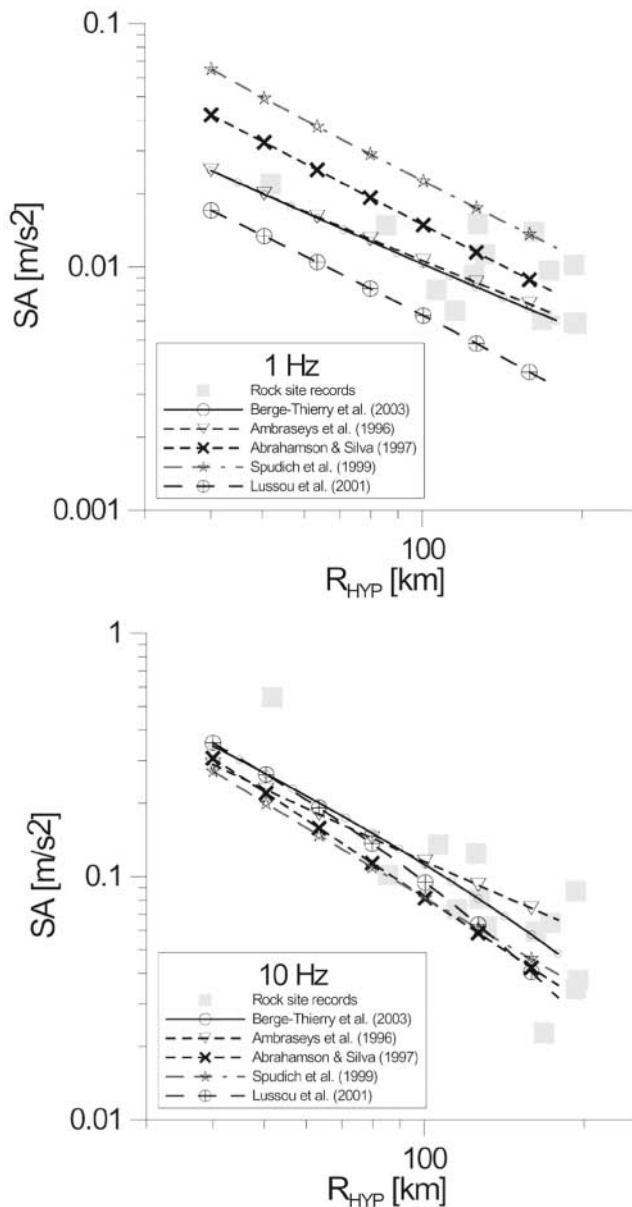 0.1
SA [m/s2]
0.01
0.001
1 Hz
Rock site records
Berge-Thierry et al. (2003)
Ambraseys et al. (1996)
Abrahamson & Silva (1997)
Spudich et al. (1999)
Lussou et al. (2001)
100
RHYP [km]
1
SA [m/s2]
0.1
0.01
10 Hz
Rock site records
Berge-Thierry et al. (2003)
Ambraseys et al. (1996)
Abrahamson & Silva (1997)
Spudich et al. (1999)
Lussou et al. (2001)
100
RHYP [km]